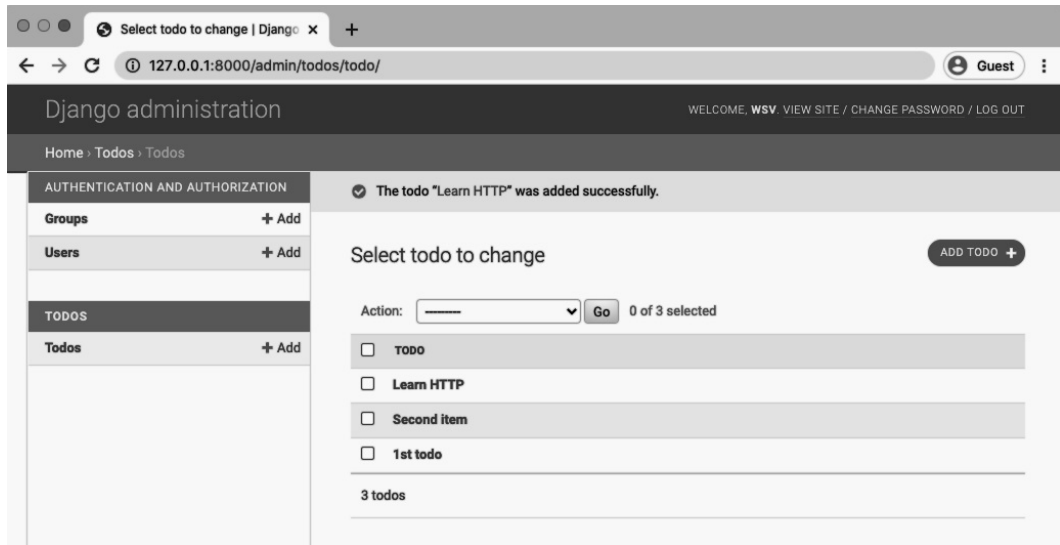 Select todo to change | Django
127.0.0.1:8000/admin/todos/todo/
Guest
Django administration
WELCOME, WSV. VIEW SITE / CHANGE PASSWORD / LOG OUT
Home › Todos › Todos
AUTHENTICATION AND AUTHORIZATION
Groups + Add
Users + Add
TODOS
Todos + Add
The todo "Learn HTTP" was added successfully.
Select todo to change
ADD TODO +
Action: --------- Go 0 of 3 selected
TODO
Learn HTTP
Second item
1st todo
3 todos